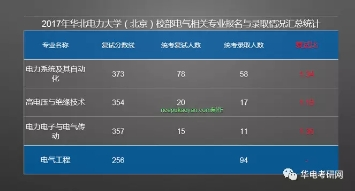 2017年华北电力大学（北京）校部电气相关专业报名与录取情况汇总统计
专业名称 复试分数线 统考复试人数 统考录取人数
电力系统及其自动化 373 78 58
高电压与绝缘技术 354 20 17
电力电子与电气传动 357 15 11
电气工程 256 94
华电考研网